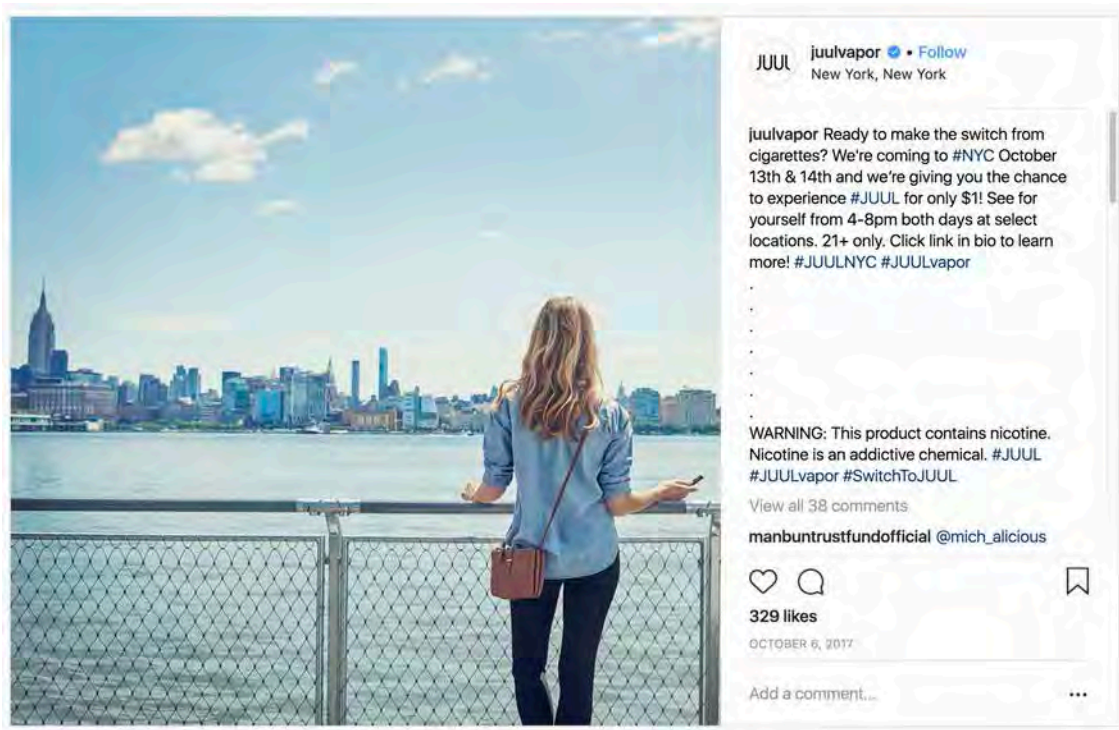 JUUL
juulvapor • Follow
New York, New York
juulvapor Ready to make the switch from
cigarettes? We're coming to #NYC October
13th & 14th and we're giving you the chance
to experience #JUUL for only $1! See for
yourself from 4-8pm both days at select
locations. 21+ only. Click link in bio to learn
more! #JUULNYC #JUULvapor
.
.
.
.
.
.
.
WARNING: This product contains nicotine.
Nicotine is an addictive chemical. #JUUL
#JUULvapor #SwitchToJUUL
View all 38 comments
manbuntrustfundofficial @mich_alicious
329 likes
OCTOBER 6, 2017
Add a comment...